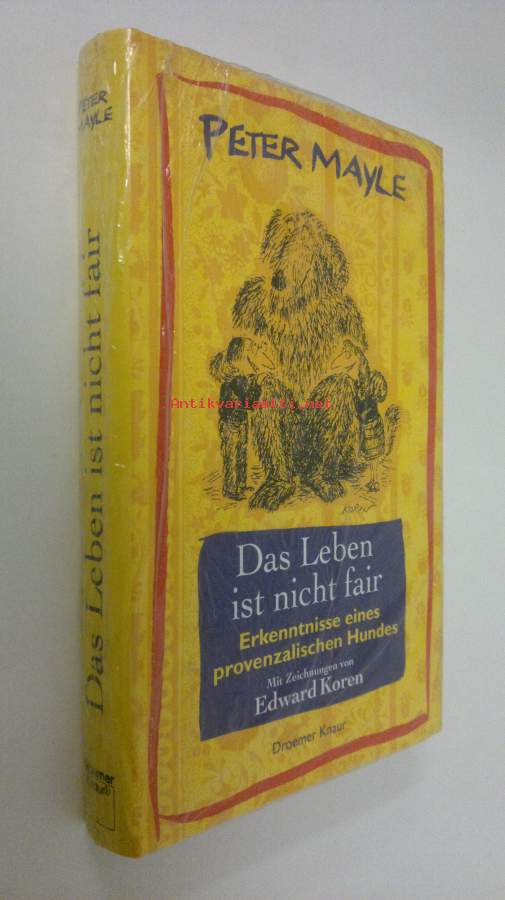 PETER
MAYLE
Das Leben ist nicht fair
PETER MAYLE
Antikvariaatti.net
KOREN
Das Leben
ist nicht fair
Erkenntnisse eines
provenzalischen Hundes
Mit Zeichnungen von
Edward Koren
Droemer Knaur